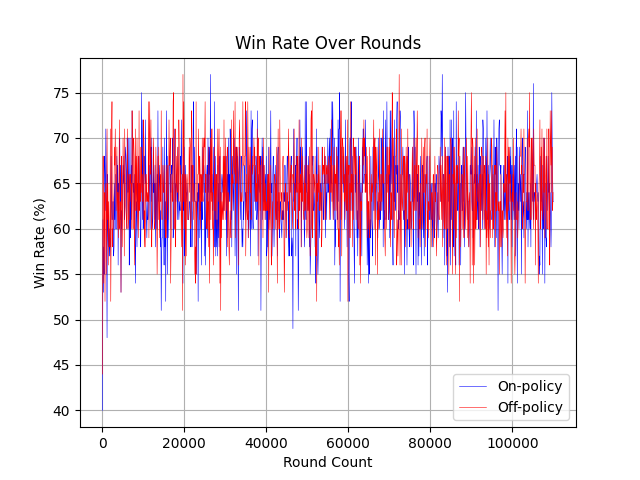 Win Rate Over Rounds
Win Rate (%)
75
70
65
60
55
50
45
40
0 20000 40000 60000 80000 100000
Round Count
On-policy
Off-policy